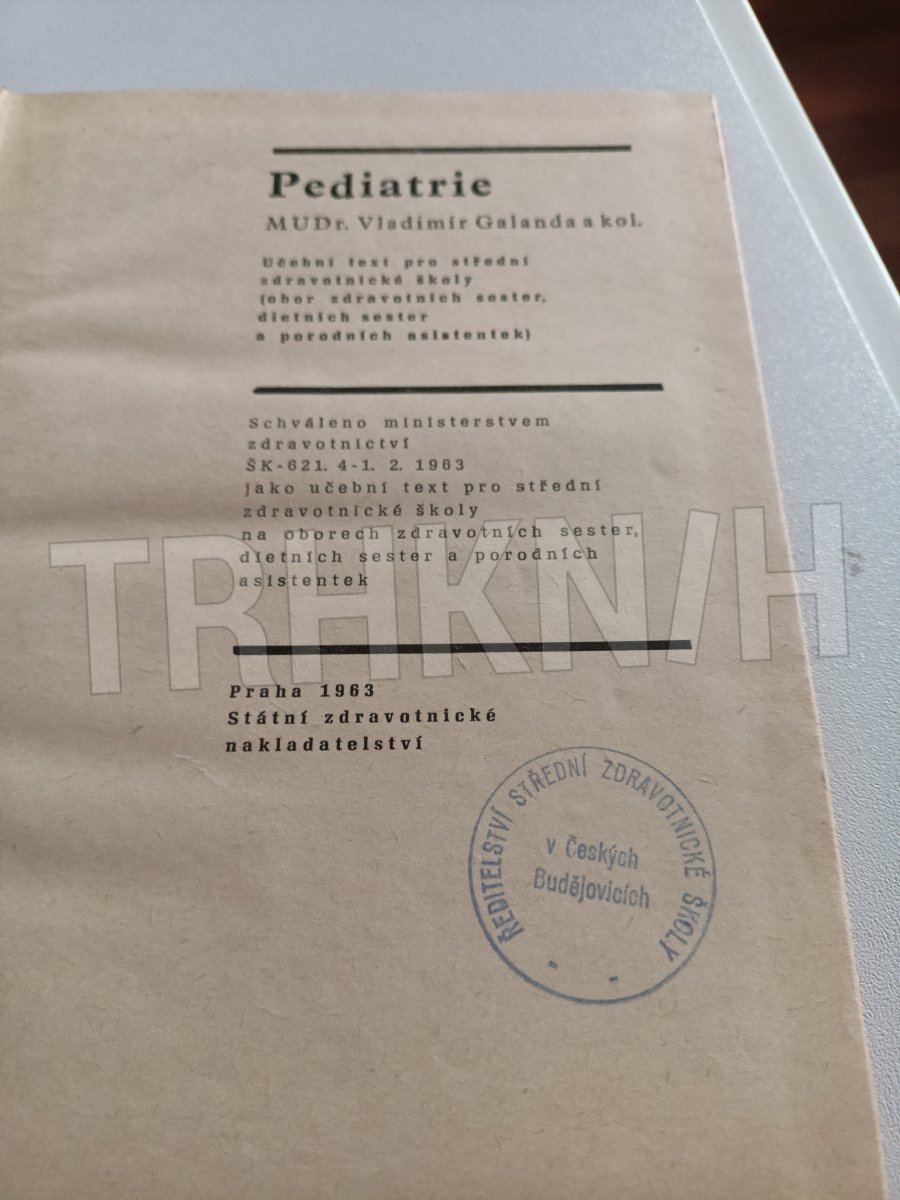 Pediatrie
MUDr. Vladimír Galanda a kol.
Učební text pro střední
zdravotnické školy
(obor zdravotních sester,
dietních sester
a porodních asistentek)
Schváleno ministerstvem
zdravotnictví
ŠK-621. 4-1. 2. 1963
jako učební text pro střední
zdravotnické školy
na oborech zdravotních sester,
dietních sester a porodních
asistentek
TRHKNIH
Praha 1963
Státní zdravotnické
nakladatelství
ŘEDITELSTVÍ STŘEDNÍ ZDRAVOTNICKÉ ŠKOLY
v Českých
Budějovicích